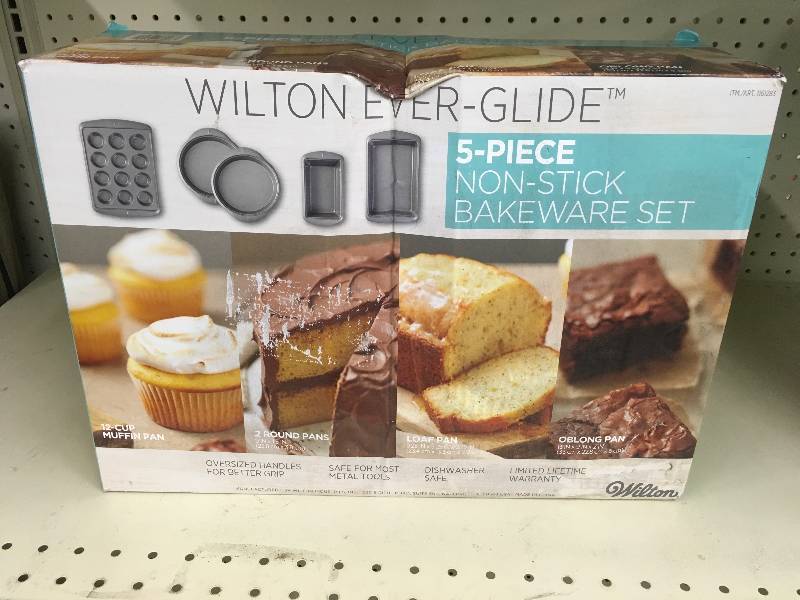 WILTON EVER-GLIDE™
5-PIECE
NON-STICK
BAKEWARE SET
12-CUP
MUFFIN PAN
2 ROUND PANS
LOAF PAN
OBLONG PAN
OVERSIZED HANDLES
FOR BETTER GRIP
SAFE FOR MOST
METAL TOOLS
DISHWASHER
SAFE
LIMITED LIFETIME
WARRANTY
Wilton